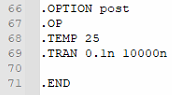 66 .OPTION post
67 .OP
68 .TEMP 25
69 .TRAN 0.1n 10000n
70
71 .END